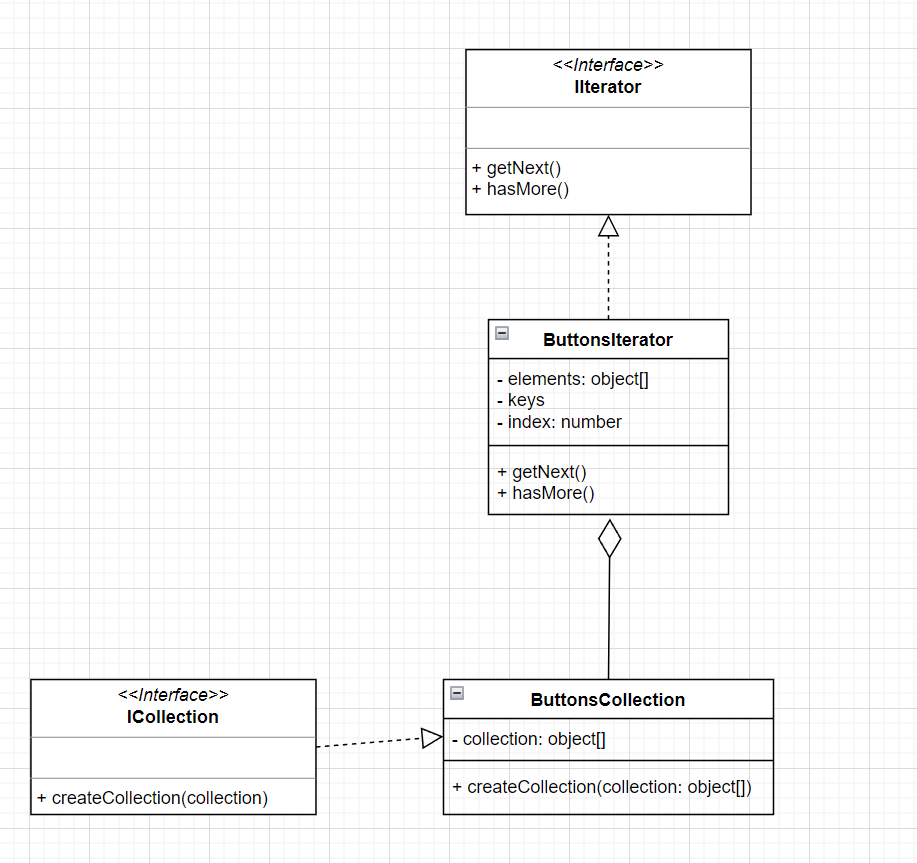 <<Interface>>
IIterator
+ getNext()
+ hasMore()
ButtonsIterator
- elements: object[]
- keys
- index: number
+ getNext()
+ hasMore()
<<Interface>>
ICollection
+ createCollection(collection)
ButtonsCollection
- collection: object[]
+ createCollection(collection: object[])